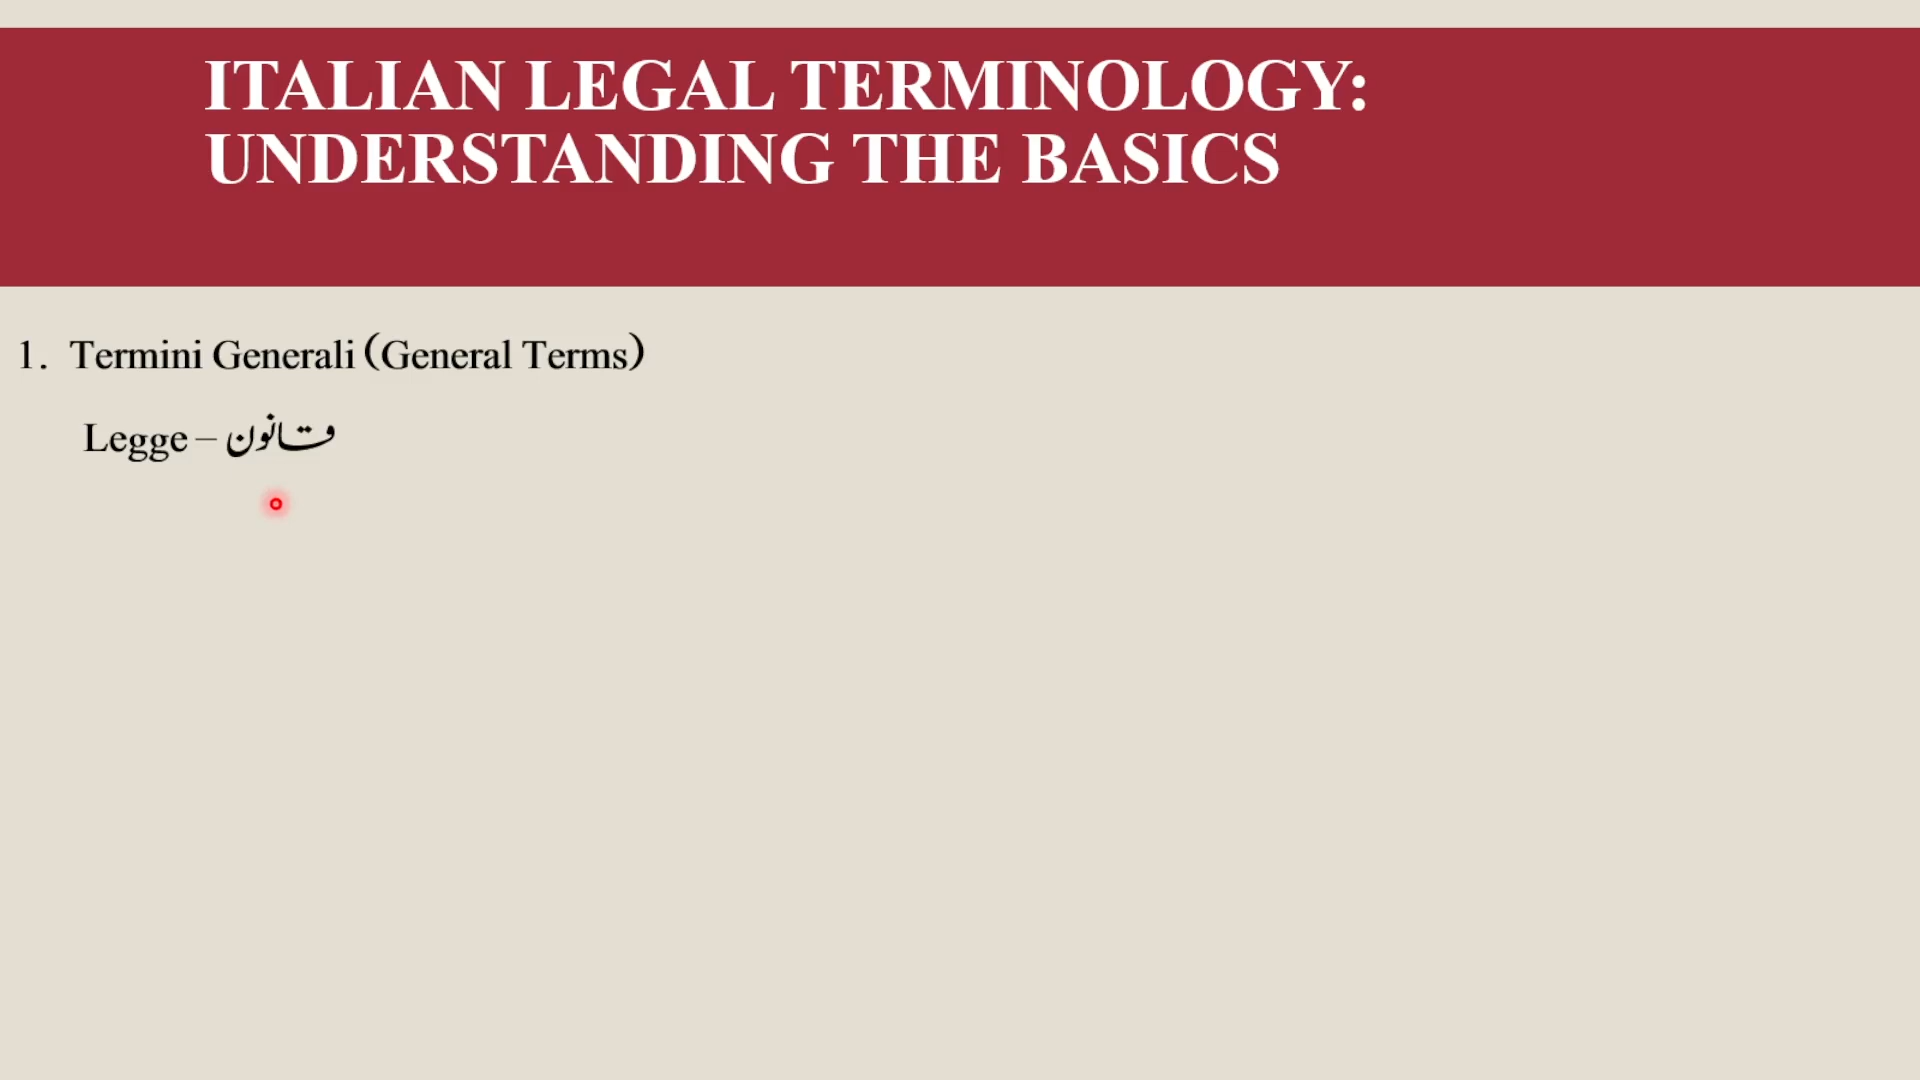 ITALIAN LEGAL TERMINOLOGY:
UNDERSTANDING THE BASICS
1. Termini Generali (General Terms)
Legge – قانون